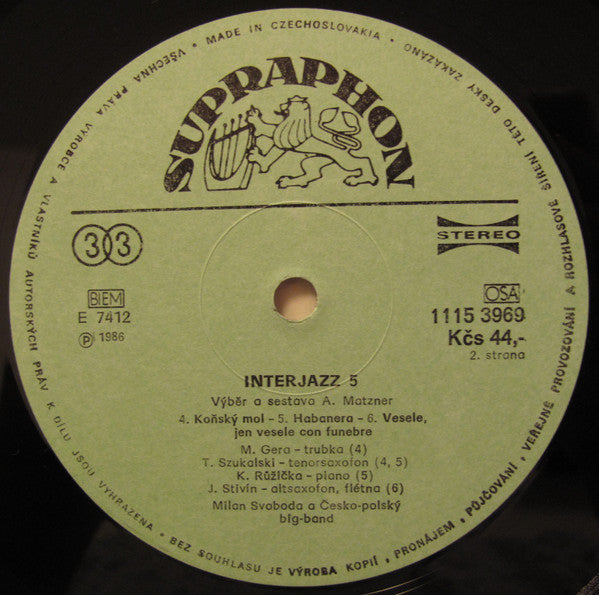 SUPRAPHON
33
STEREO
BIEM
E 7412
Ⓟ 1986
OSA
1115 3969
Kčs 44,-
2. strana
INTERJAZZ 5
Výběr a sestava A. Matzner
4. Koňský mol – 5. Habanera – 6. Vesele,
jen vesele con funebre
M. Gera – trubka (4)
T. Szukalski – tenorsaxofon (4, 5)
K. Růžička – piano (5)
J. Stivín – altsaxofon, flétna (6)
Milan Svoboda a Česko-polský
big-band
• MADE IN CZECHOSLOVAKIA • VŠECHNA PRÁVA VÝROBCE A VLASTNÍKŮ AUTORSKÝCH PRÁV K DÍLU JSOU VYHRAZENA • BEZ SOUHLASU JE VÝROBA KOPIÍ, PRONÁJEM, PŮJČOVÁNÍ, VEŘEJNÉ PROVOZOVÁNÍ A ROZHLASOVÉ ŠÍŘENÍ TÉTO DESKY ZAKÁZÁNO